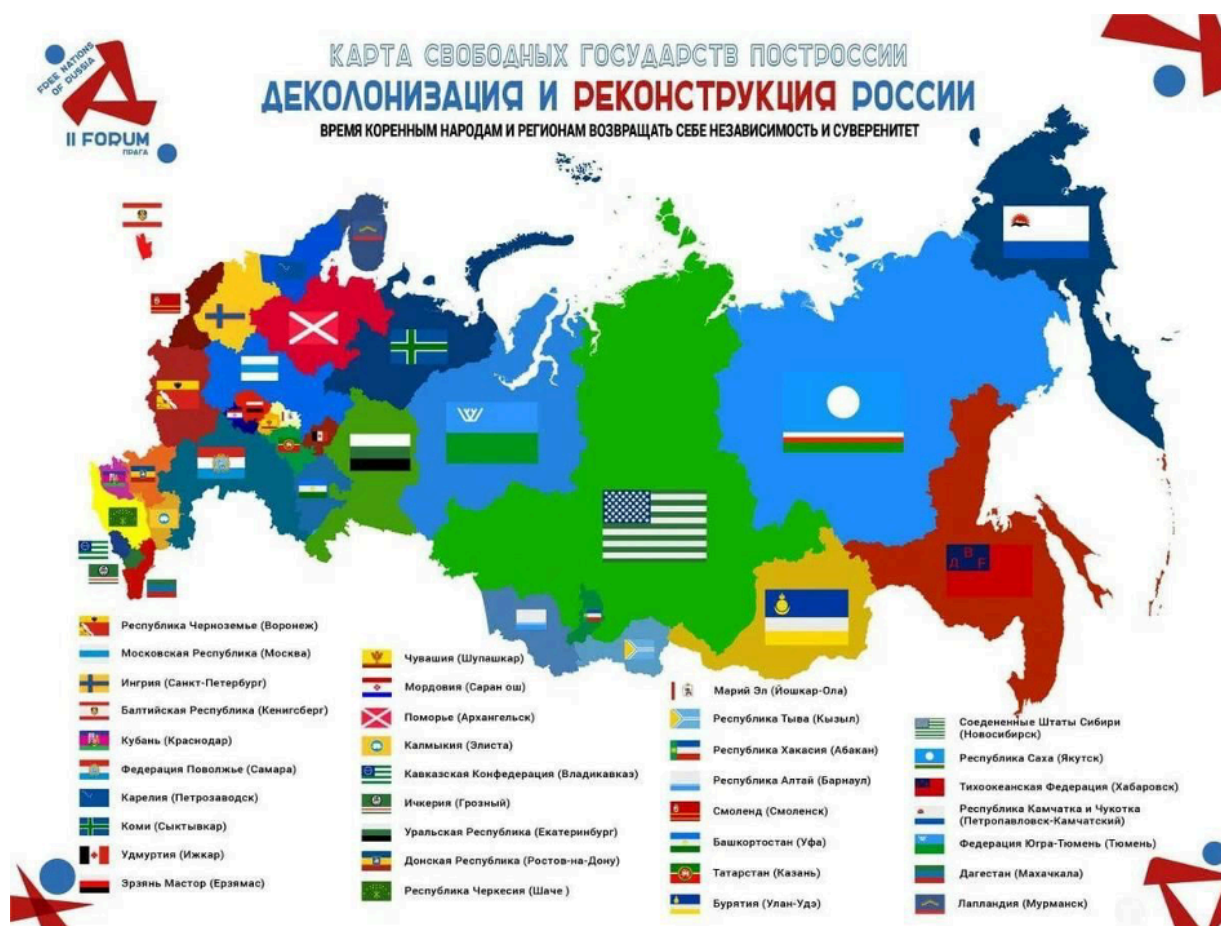 КАРТА СВОБОДНЫХ ГОСУДАРСТВ ПОСТРОССИИ
ДЕКОЛОНИЗАЦИЯ И РЕКОНСТРУКЦИЯ РОССИИ
ВРЕМЯ КОРЕННЫМ НАРОДАМ И РЕГИОНАМ ВОЗВРАЩАТЬ СЕБЕ НЕЗАВИСИМОСТЬ И СУВЕРЕНИТЕТ
FREE NATIONS
OF RUSSIA
II FORUM
ПРАГА
Д В F
Республика Черноземье (Воронеж)
Московская Республика (Москва)
Ингрия (Санкт-Петербург)
Балтийская Республика (Кенигсберг)
Кубань (Краснодар)
Федерация Поволжье (Самара)
Карелия (Петрозаводск)
Коми (Сыктывкар)
Удмуртия (Ижкар)
Эрзянь Мастор (Ерзямас)
Чувашия (Шупашкар)
Мордовия (Саран ош)
Поморье (Архангельск)
Калмыкия (Элиста)
Кавказская Конфедерация (Владикавказ)
Ичкерия (Грозный)
Уральская Республика (Екатеринбург)
Донская Республика (Ростов-на-Дону)
Республика Черкесия (Шаче )
Марий Эл (Йошкар-Ола)
Республика Тыва (Кызыл)
Республика Хакасия (Абакан)
Республика Алтай (Барнаул)
Смоленд (Смоленск)
Башкортостан (Уфа)
Татарстан (Казань)
Бурятия (Улан-Удэ)
Соедененные Штаты Сибири
(Новосибирск)
Республика Саха (Якутск)
Тихоокеанская Федерация (Хабаровск)
Республика Камчатка и Чукотка
(Петропавловск-Камчатский)
Федерация Югра-Тюмень (Тюмень)
Дагестан (Махачкала)
Лапландия (Мурманск)